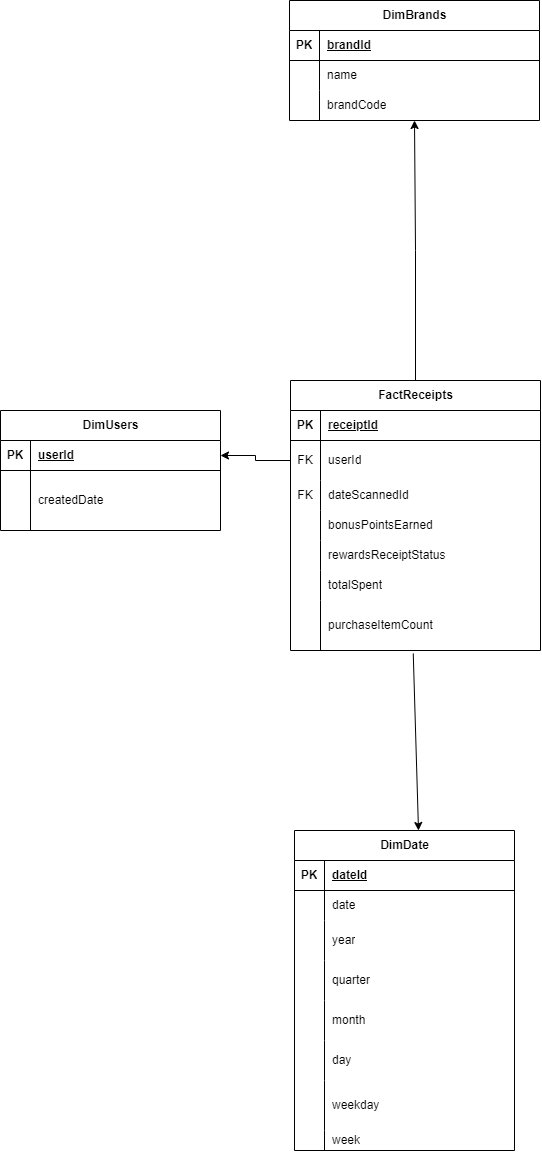 DimBrands
PK brandId
name
brandCode
FactReceipts
PK receiptId
FK userId
FK dateScannedId
bonusPointsEarned
rewardsReceiptStatus
totalSpent
purchaseItemCount
DimUsers
PK userId
createdDate
DimDate
PK dateId
date
year
quarter
month
day
weekday
week